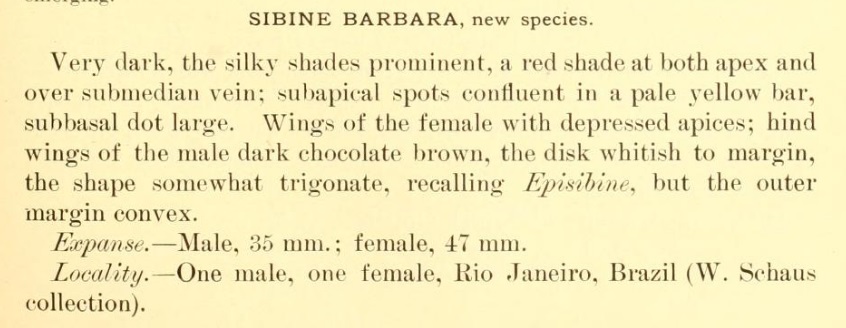 SIBINE BARBARA, new species.
Very dark, the silky shades prominent, a red shade at both apex and
over submedian vein; subapical spots confluent in a pale yellow bar,
subbasal dot large. Wings of the female with depressed apices; hind
wings of the male dark chocolate brown, the disk whitish to margin,
the shape somewhat trigonate, recalling Episibine, but the outer
margin convex.
Expanse.—Male, 35 mm.; female, 47 mm.
Locality.—One male, one female, Rio Janeiro, Brazil (W. Schaus
collection).